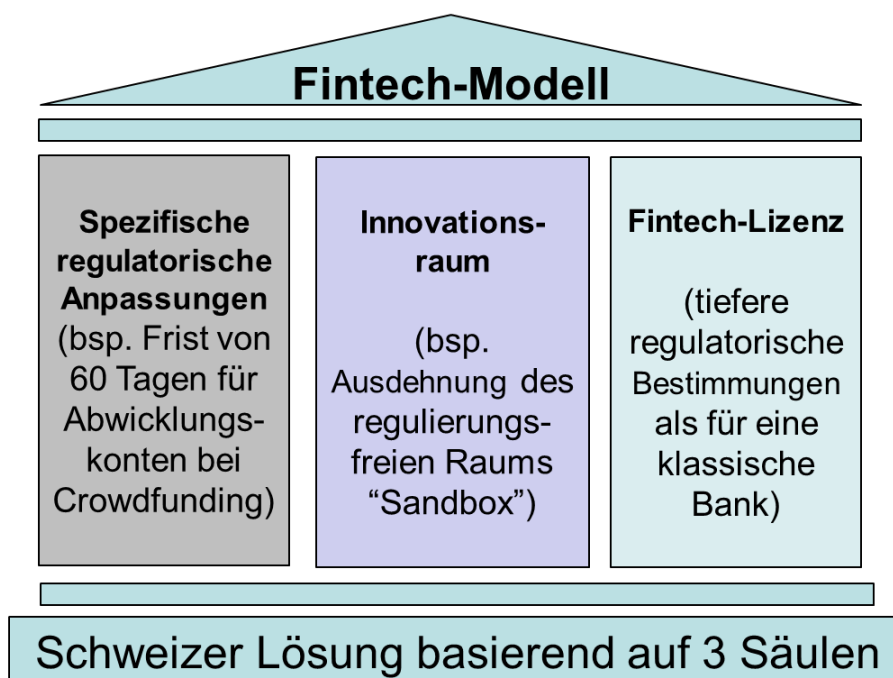 Fintech-Modell
Spezifische
regulatorische
Anpassungen
(bsp. Frist von
60 Tagen für
Abwicklungs-
konten bei
Crowdfunding)
Innovations-
raum
(bsp.
Ausdehnung des
regulierungs-
freien Raums
“Sandbox”)
Fintech-Lizenz
(tiefere
regulatorische
Bestimmungen
als für eine
klassische
Bank)
Schweizer Lösung basierend auf 3 Säulen